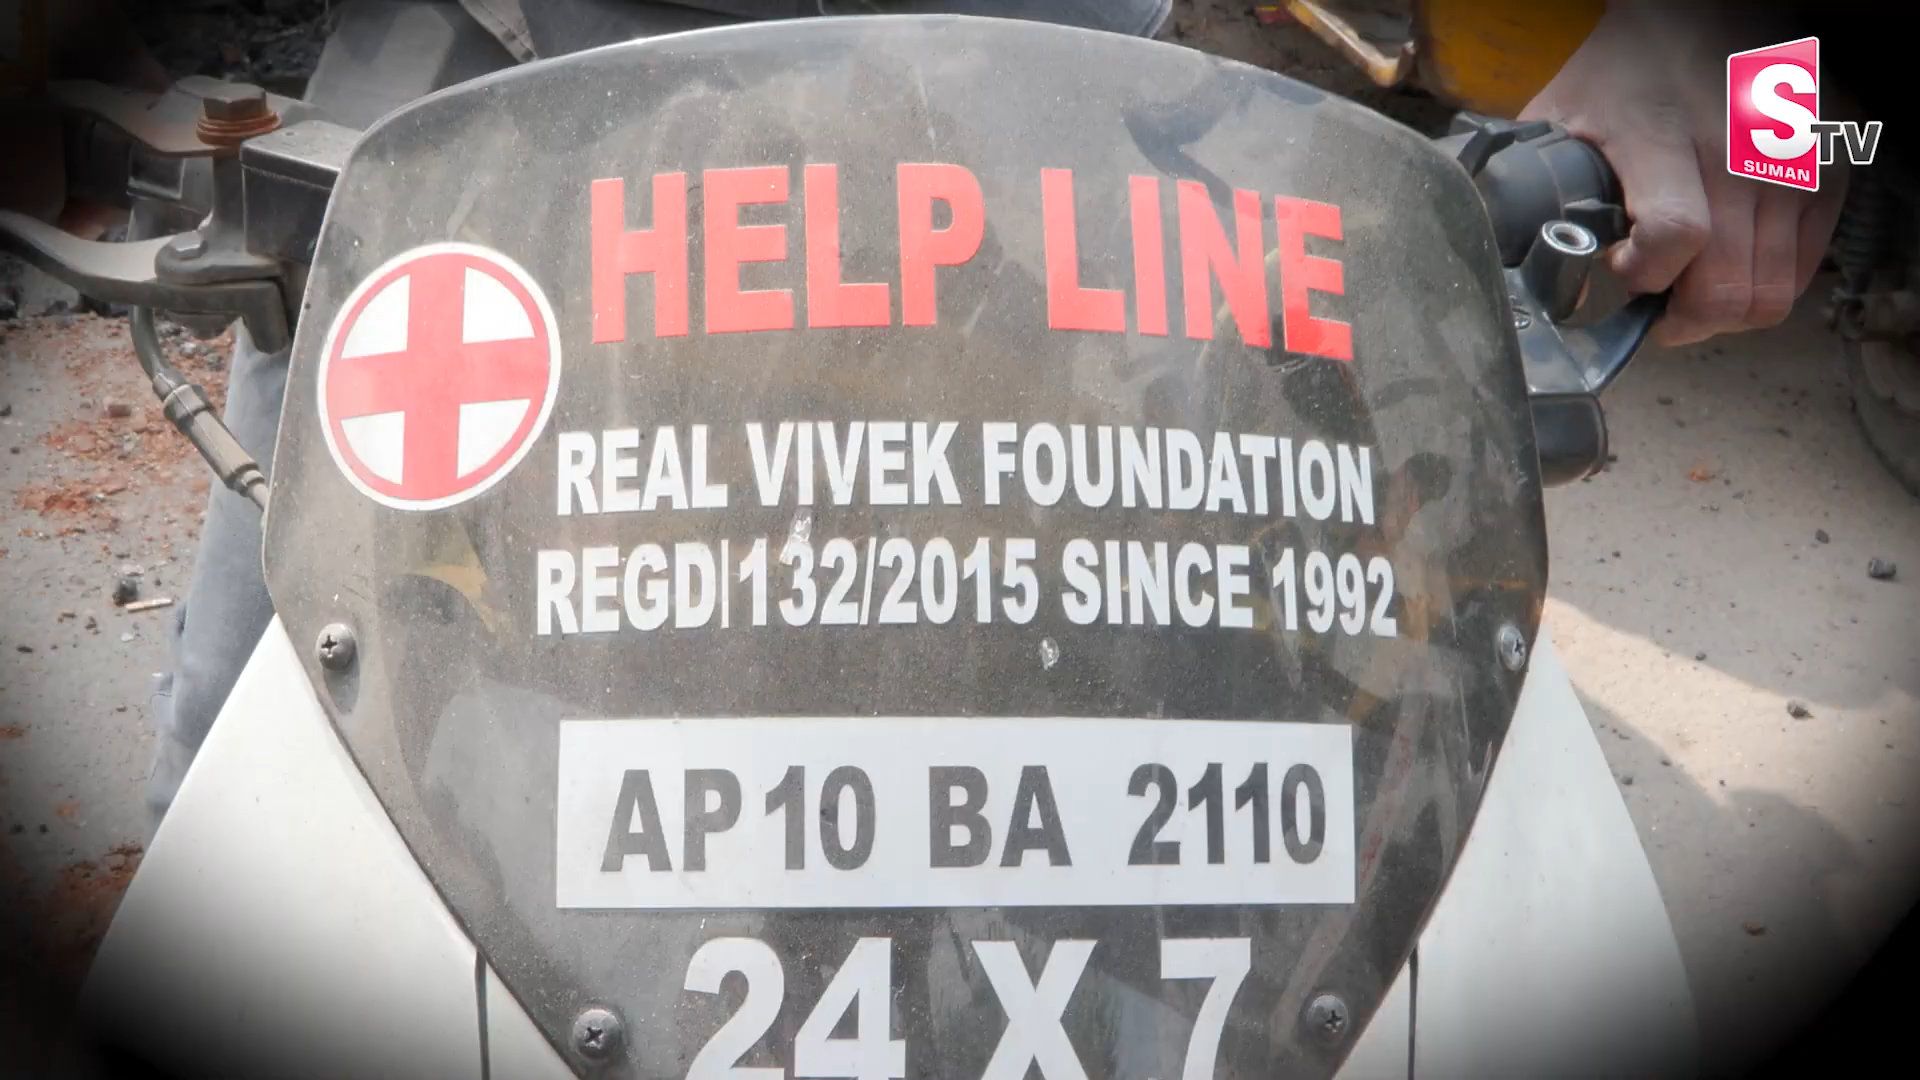 HELP LINE
REAL VIVEK FOUNDATION
REGD|132/2015 SINCE 1992
AP10 BA 2110
24 X 7
S TV
SUMAN